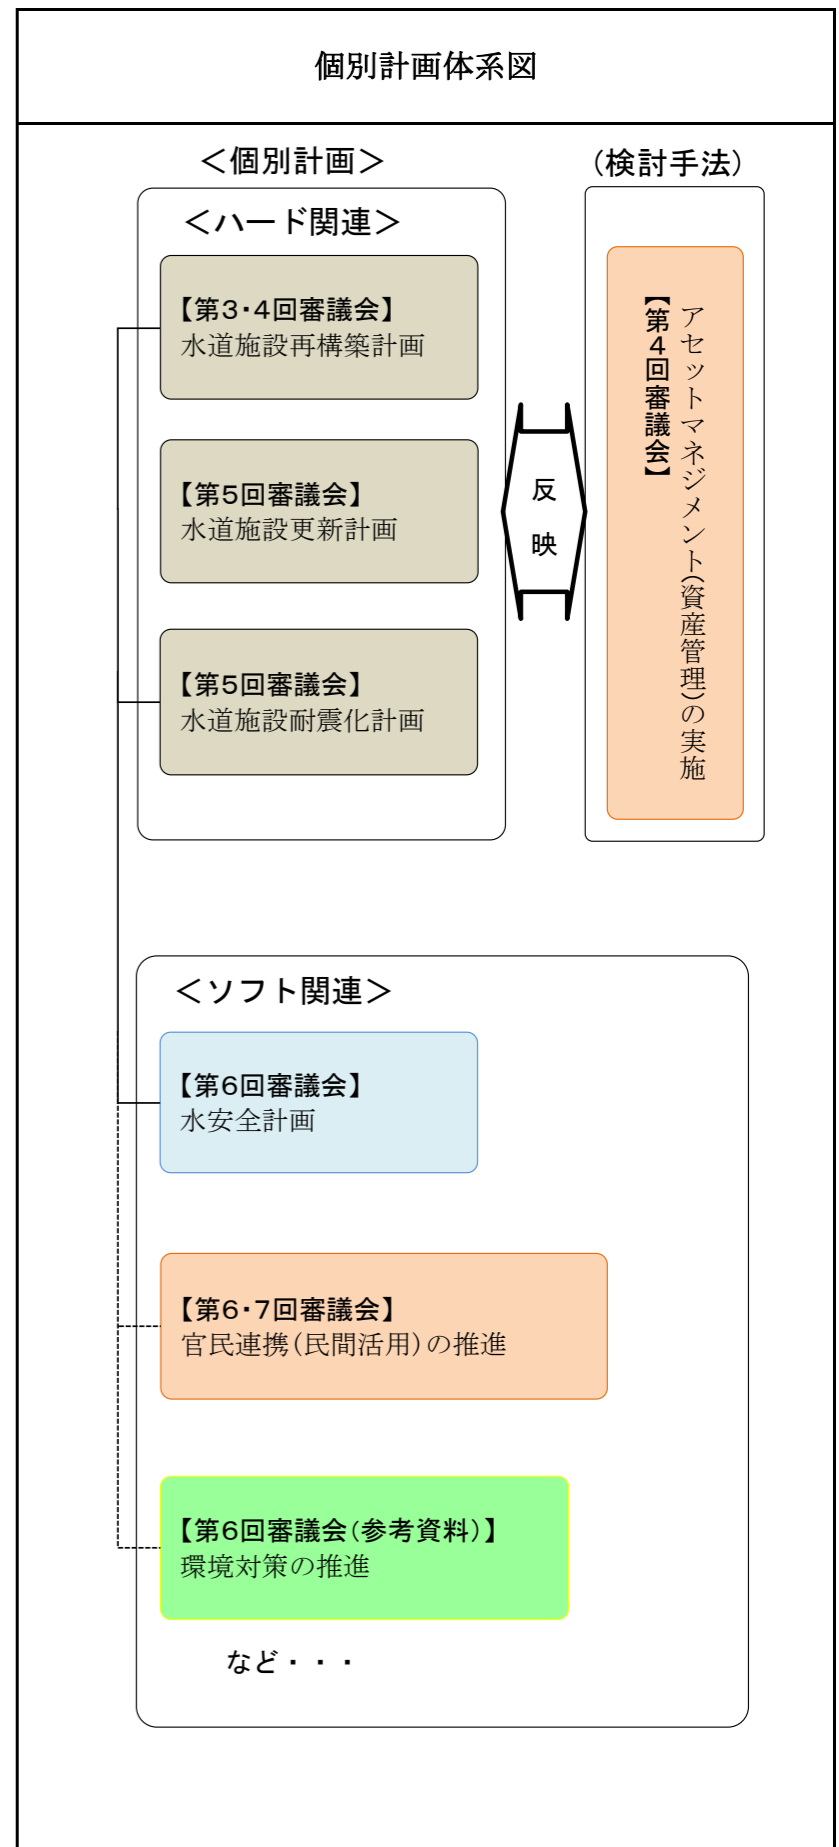 個別計画体系図
＜個別計画＞
＜ハード関連＞
【第３・４回審議会】
水道施設再構築計画
【第５回審議会】
水道施設更新計画
【第５回審議会】
水道施設耐震化計画
反
映
（検討手法）
アセットマネジメント（資産管理）の実施
【第４回審議会】
＜ソフト関連＞
【第６回審議会】
水安全計画
【第６・７回審議会】
官民連携（民間活用）の推進
【第６回審議会（参考資料）】
環境対策の推進
など・・・